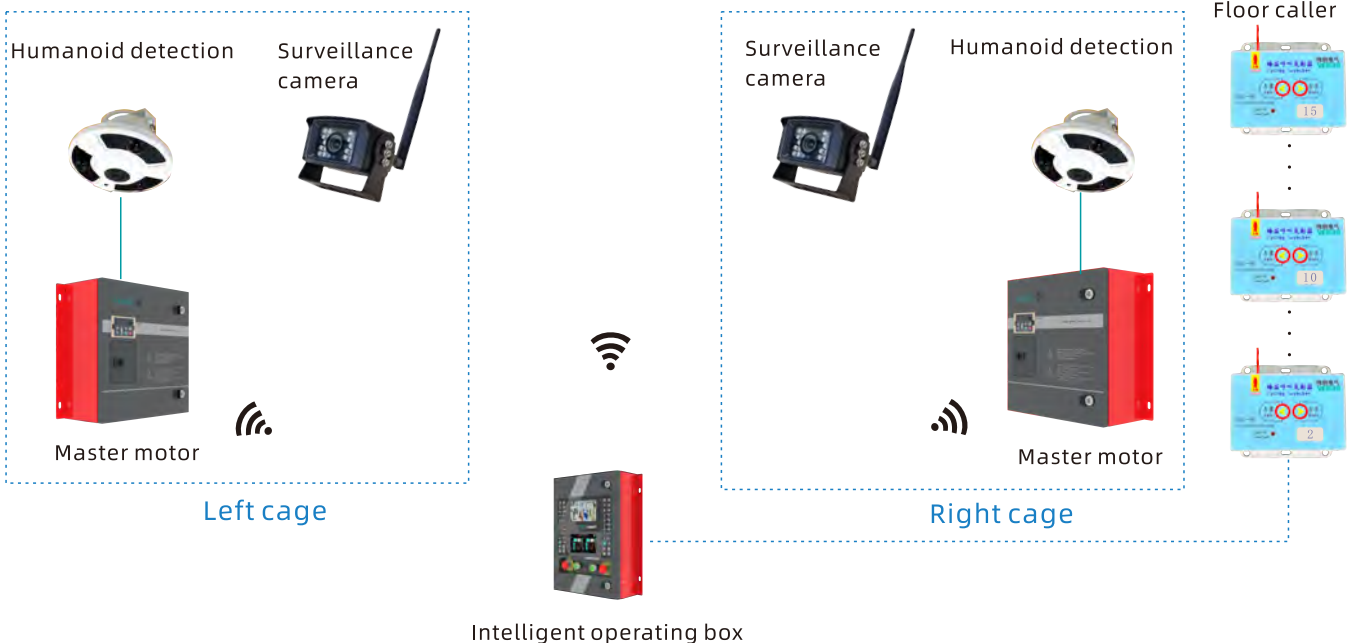 Floor caller
Humanoid detection
Surveillance
camera
Surveillance
camera
Humanoid detection
15
10
2
Master motor
Master motor
Left cage
Right cage
Intelligent operating box